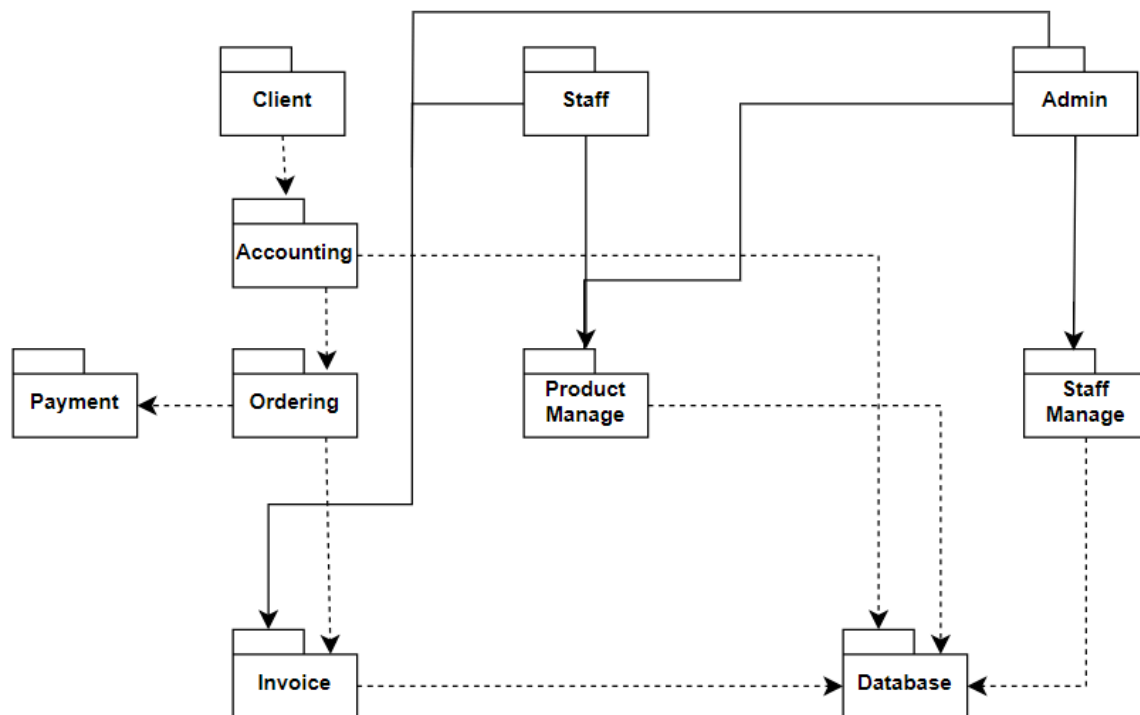 Client
Staff
Admin
Accounting
Payment
Ordering
Product
Manage
Staff
Manage
Invoice
Database